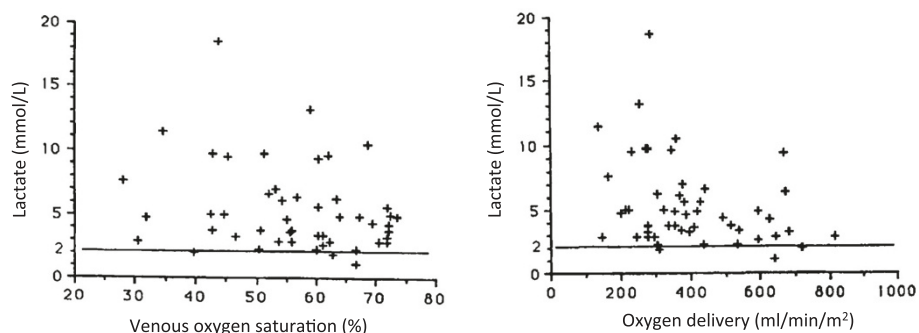 Lactate (mmol/L)
20
15
10
5
2
0
20 30 40 50 60 70 80
Venous oxygen saturation (%)
Lactate (mmol/L)
20
15
10
5
2
0
0 200 400 600 800 1000
Oxygen delivery (ml/min/m²)